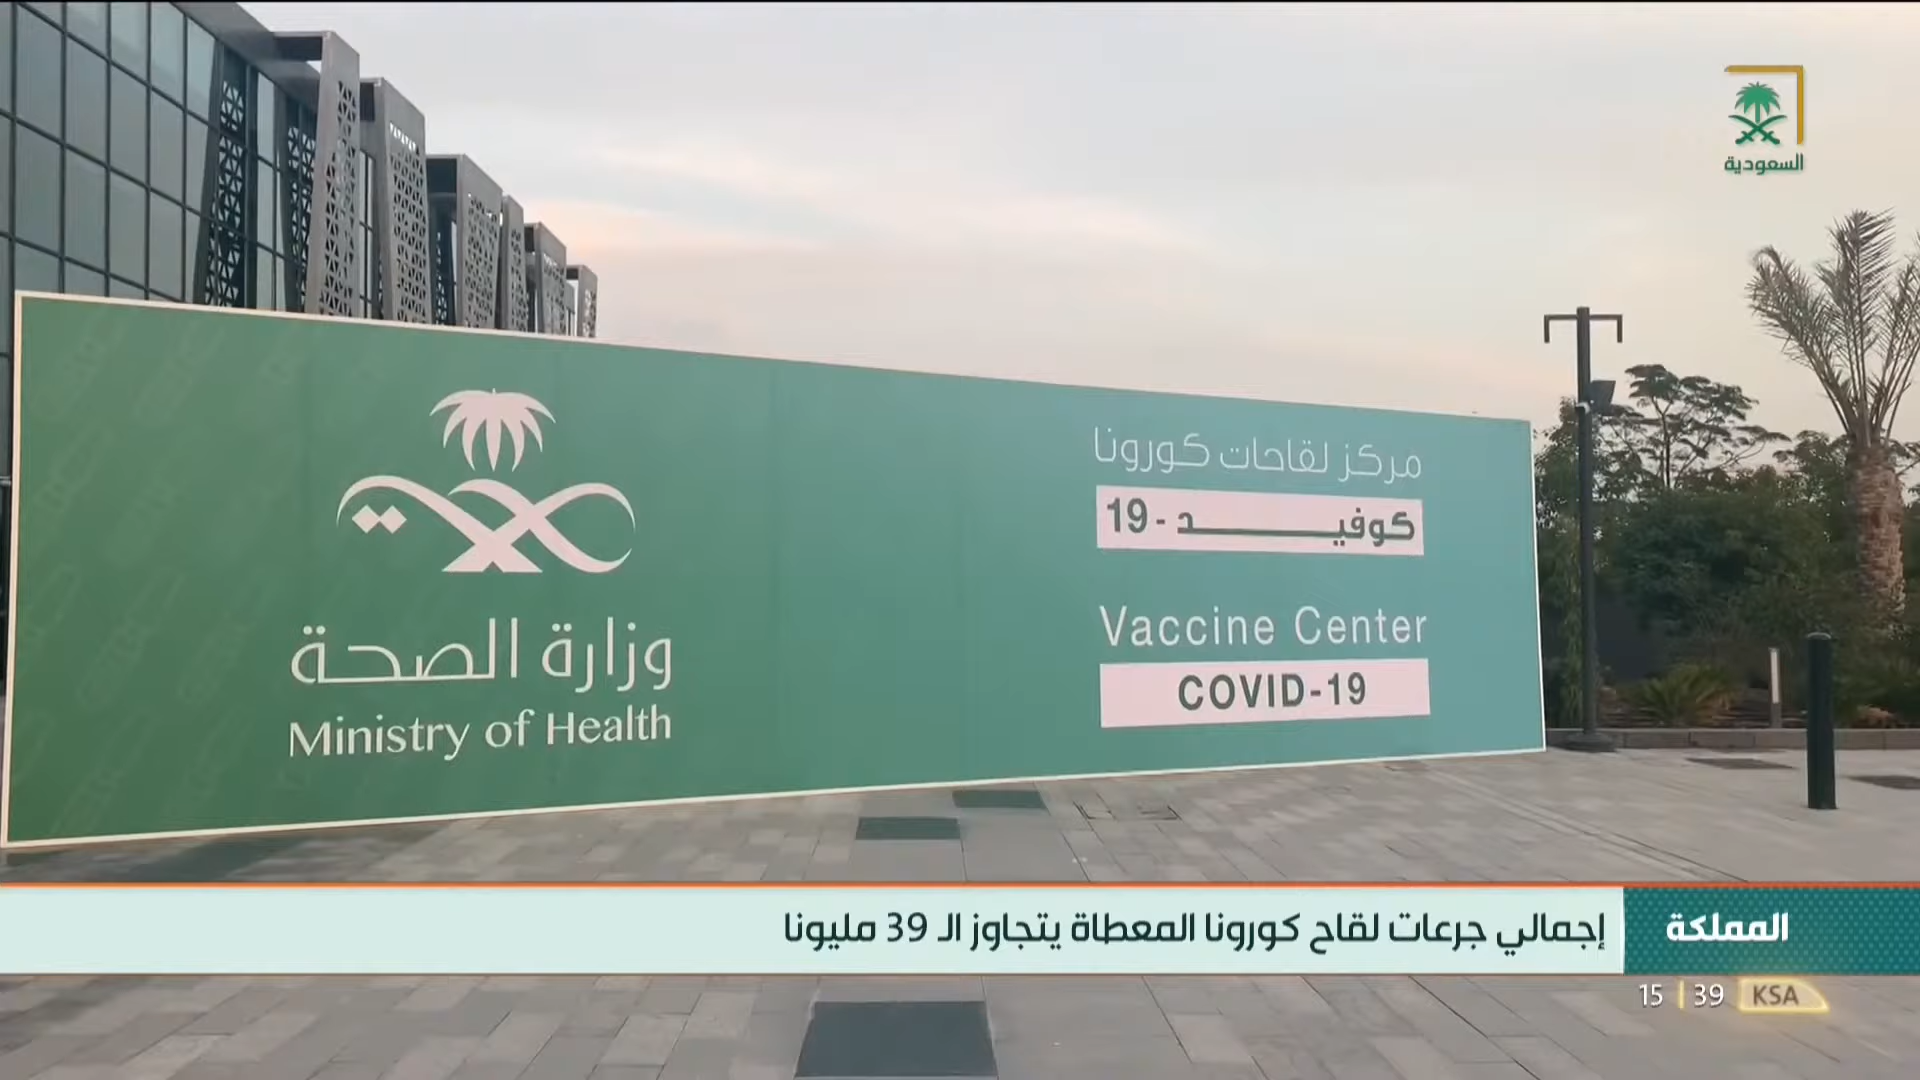 السعودية
وزارة الصحة
Ministry of Health
مركز لقاحات كورونا
كوفيــــــــد - 19
Vaccine Center
COVID-19
المملكة
إجمالي جرعات لقاح كورونا المعطاة يتجاوز الـ 39 مليونا
15 | 39 KSA